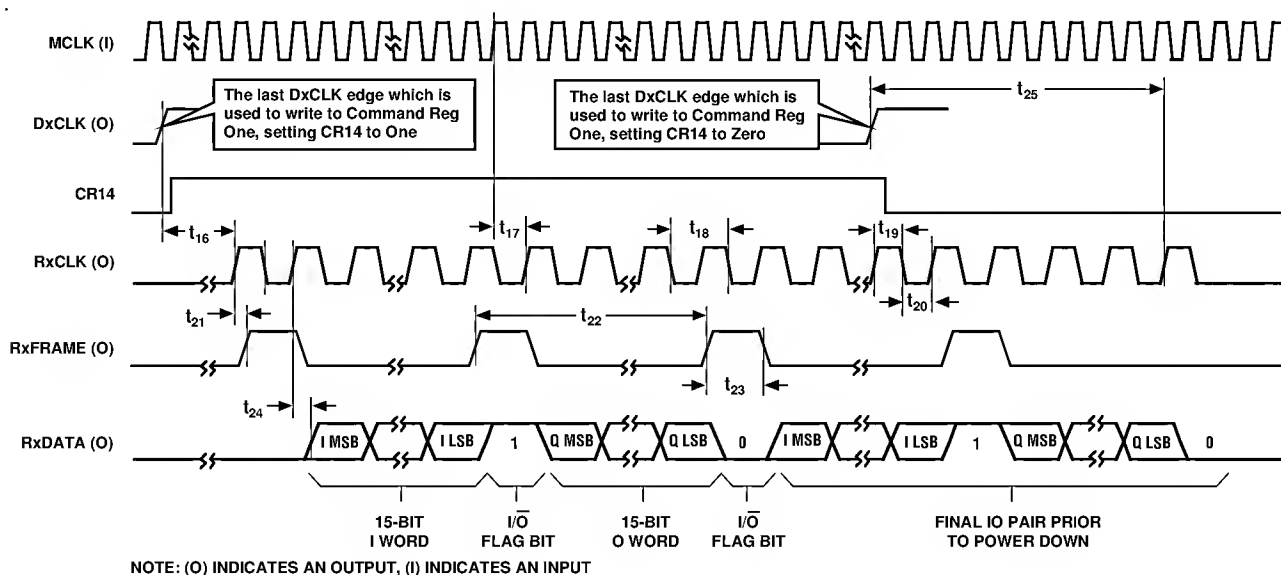 MCLK (I)
The last DxCLK edge which is
used to write to Command Reg
One, setting CR14 to One
The last DxCLK edge which is
used to write to Command Reg
One, setting CR14 to Zero
t25
DxCLK (O)
CR14
t16
t17
t18
t19
RxCLK (O)
t20
t21
t22
RxFRAME (O)
t23
t24
RxDATA (O)
I MSB
I LSB
1
Q MSB
Q LSB
0
I MSB
I LSB
1
Q MSB
Q LSB
0
15-BIT
I WORD
I/O̅
FLAG BIT
15-BIT
O WORD
I/O̅
FLAG BIT
FINAL IO PAIR PRIOR
TO POWER DOWN
NOTE: (O) INDICATES AN OUTPUT, (I) INDICATES AN INPUT